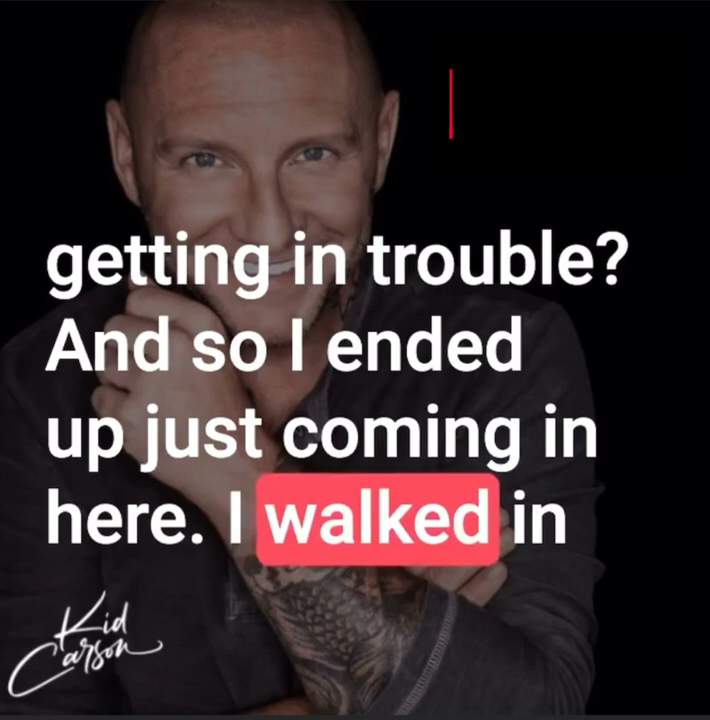 getting in trouble?
And so I ended
up just coming in
here. I walked in
Kid
Carson